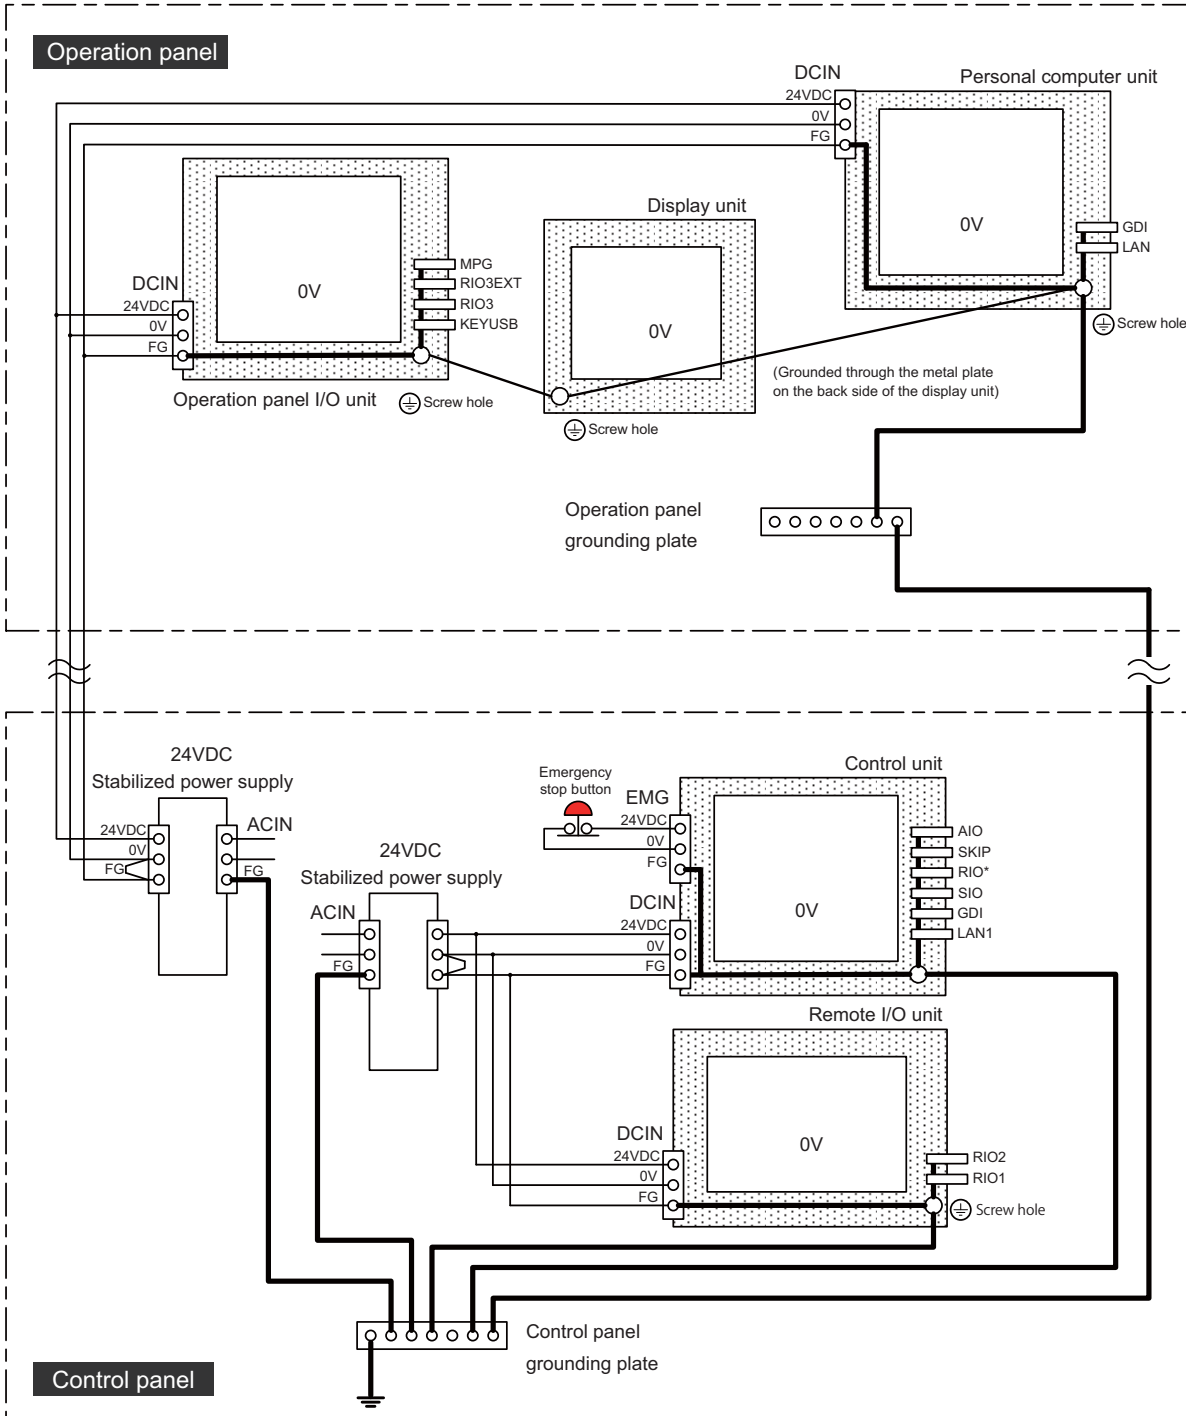 Operation panel
DCIN
Personal computer unit
24VDC
0V
FG
0V
GDI
LAN
Screw hole
Display unit
0V
(Grounded through the metal plate
on the back side of the display unit)
Screw hole
DCIN
24VDC
0V
FG
0V
MPG
RIO3EXT
RIO3
KEYUSB
Operation panel I/O unit
Screw hole
Operation panel
grounding plate
24VDC
Stabilized power supply
24VDC
0V
FG
ACIN
FG
24VDC
Stabilized power supply
ACIN
FG
Emergency
stop button
EMG
24VDC
0V
FG
DCIN
24VDC
0V
FG
Control unit
0V
AIO
SKIP
RIO*
SIO
GDI
LAN1
Remote I/O unit
DCIN
24VDC
0V
FG
0V
RIO2
RIO1
Screw hole
Control panel
grounding plate
Control panel